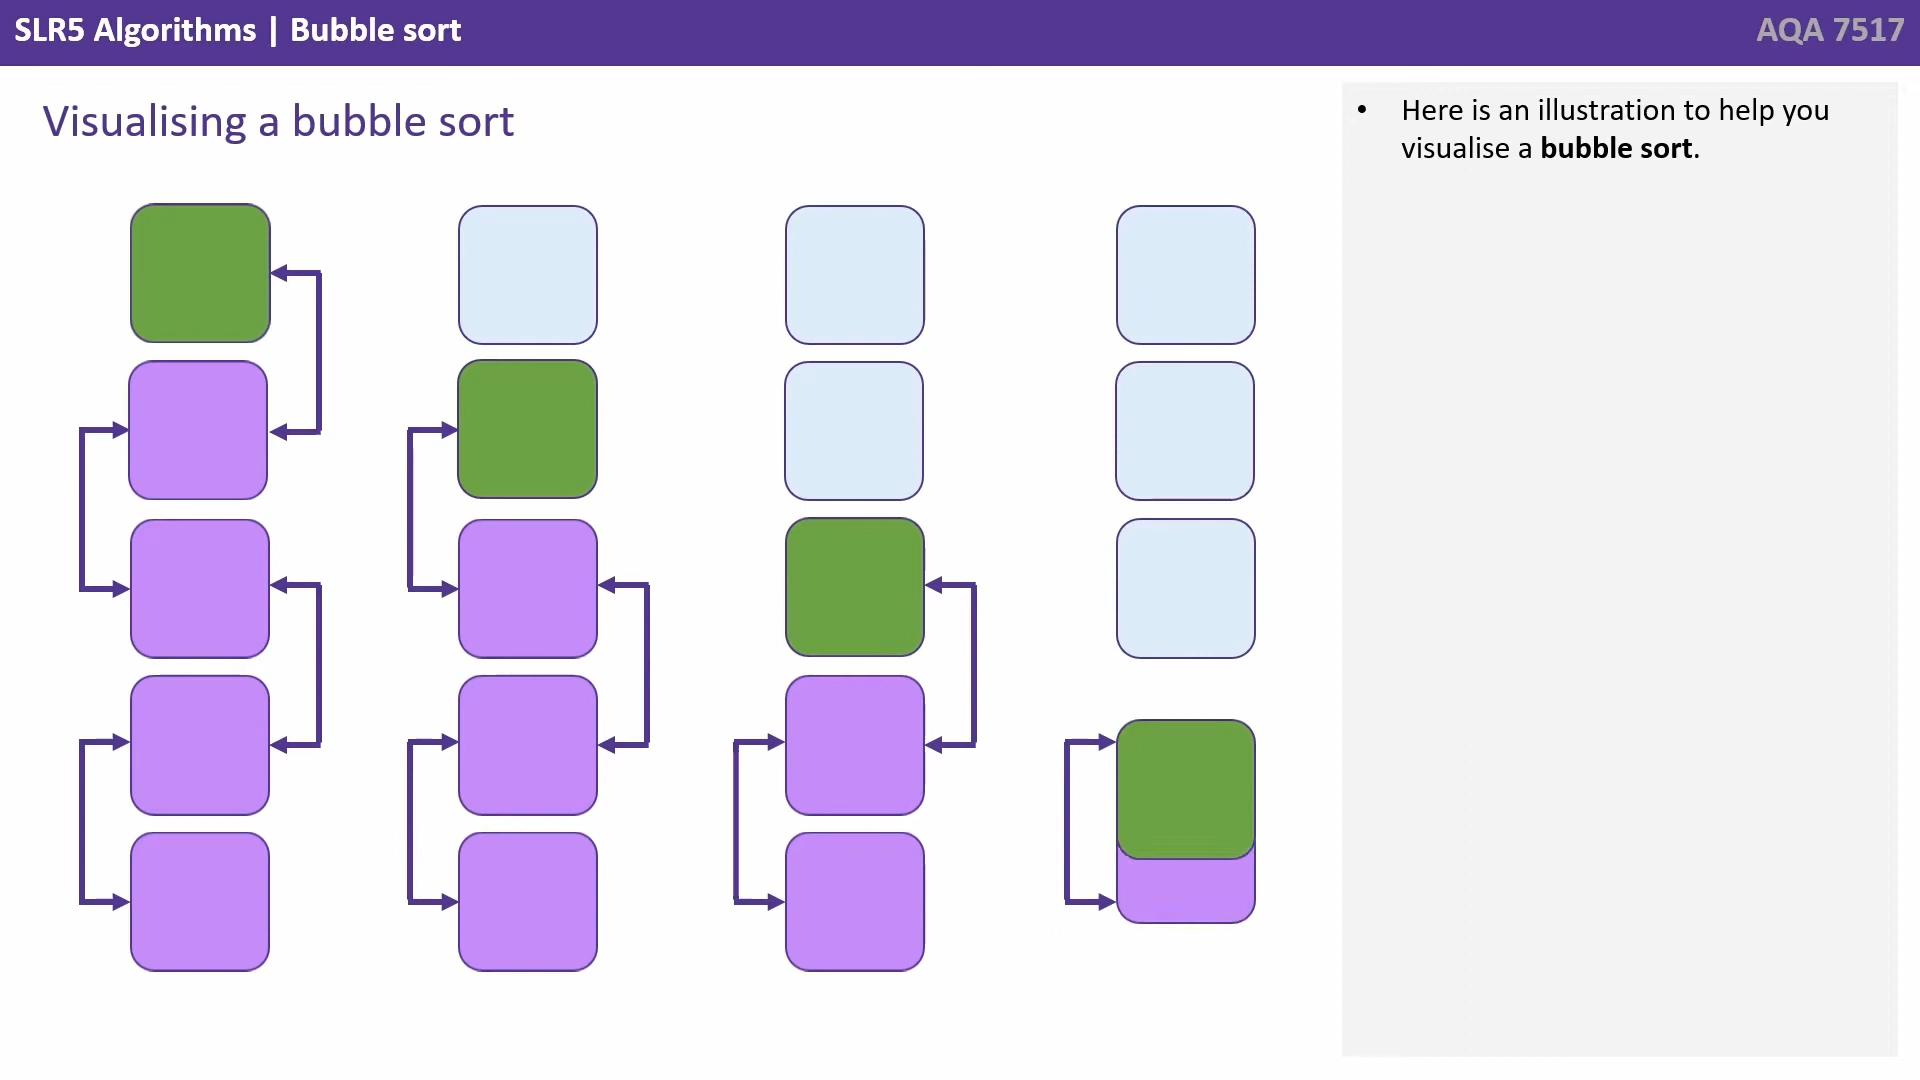 SLR5 Algorithms | Bubble sort
AQA 7517
Visualising a bubble sort
• Here is an illustration to help you
visualise a bubble sort.